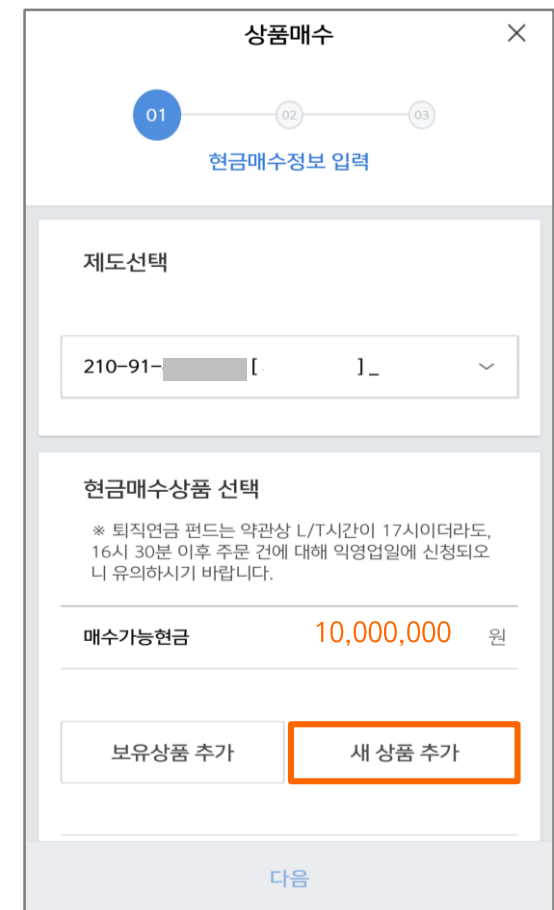 상품매수
01
02
03
현금매수정보 입력
제도선택
210-91-
[ ]_
현금매수상품 선택
※ 퇴직연금 펀드는 약관상 L/T시간이 17시이더라도,
16시 30분 이후 주문 건에 대해 익영업일에 신청되오
니 유의하시기 바랍니다.
매수가능현금 10,000,000 원
보유상품 추가 새 상품 추가
다음